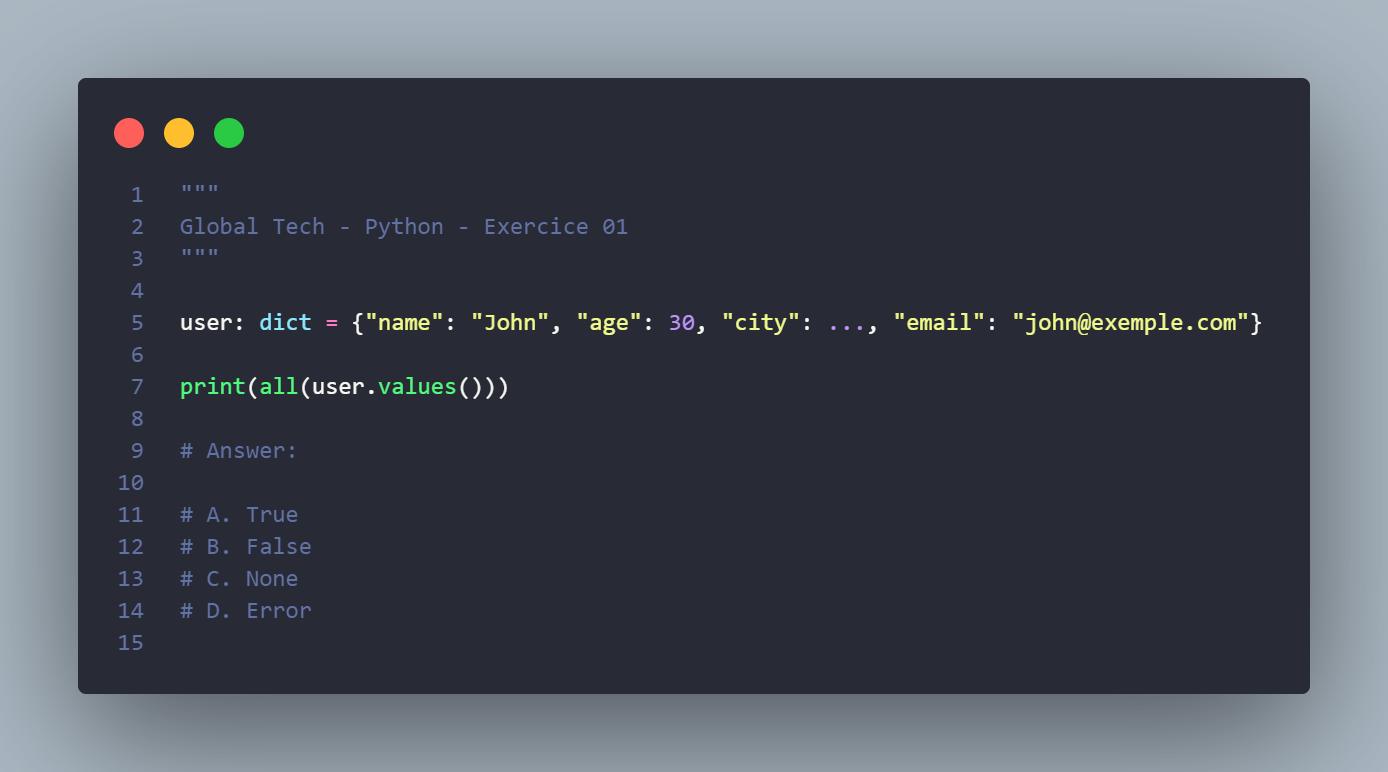 1 """
2 Global Tech - Python - Exercice 01
3 """
4
5 user: dict = {"name": "John", "age": 30, "city": ..., "email": "john@exemple.com"}
6
7 print(all(user.values()))
8
9 # Answer:
10
11 # A. True
12 # B. False
13 # C. None
14 # D. Error
15